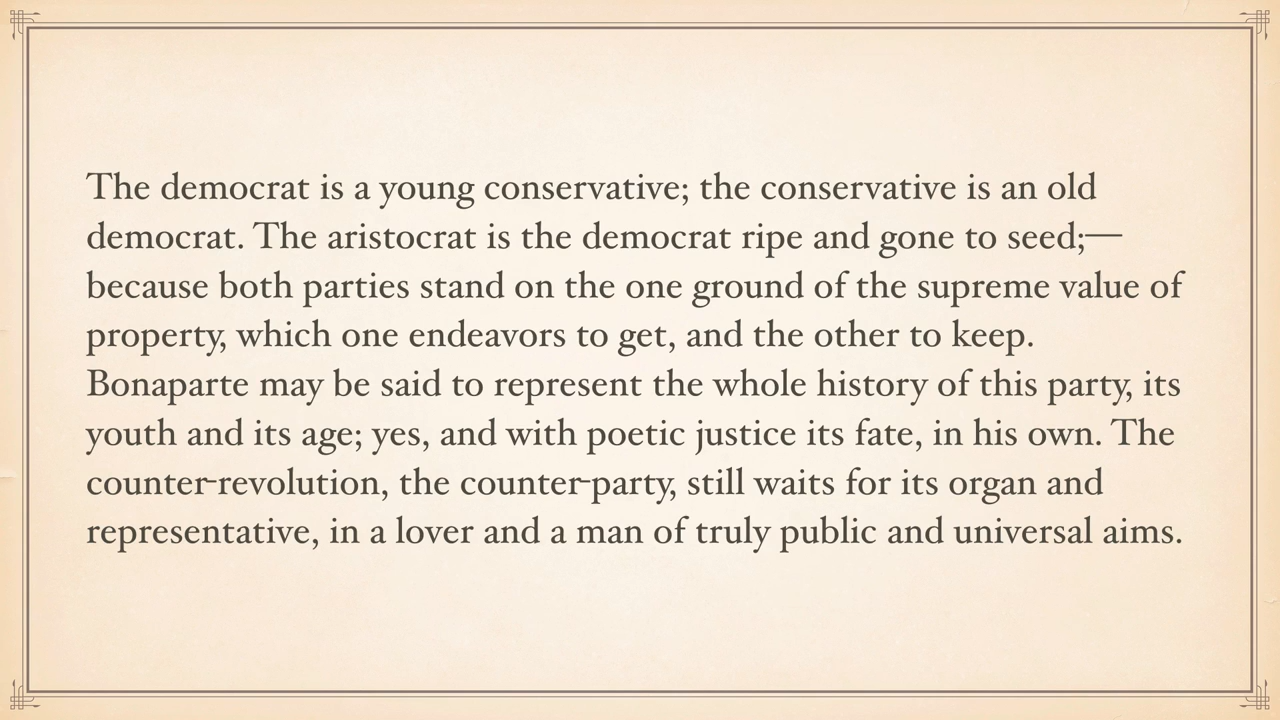 The democrat is a young conservative; the conservative is an old
democrat. The aristocrat is the democrat ripe and gone to seed;—
because both parties stand on the one ground of the supreme value of
property, which one endeavors to get, and the other to keep.
Bonaparte may be said to represent the whole history of this party, its
youth and its age; yes, and with poetic justice its fate, in his own. The
counter-revolution, the counter-party, still waits for its organ and
representative, in a lover and a man of truly public and universal aims.